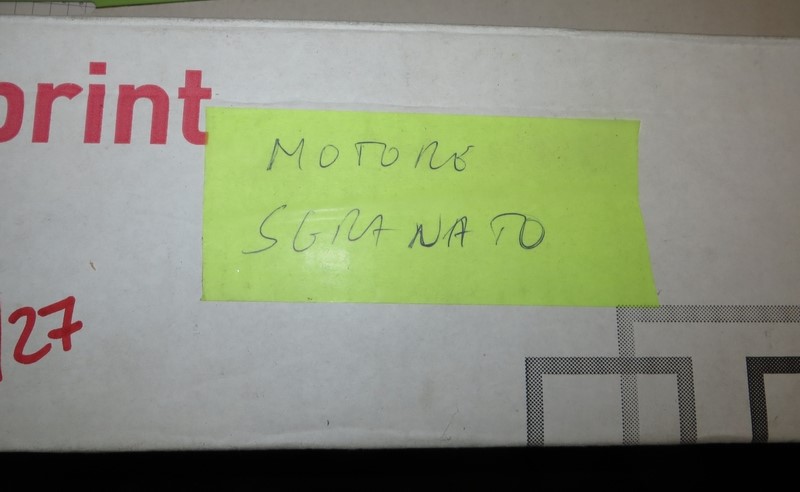 print
MOTORE
SGRANATO
27